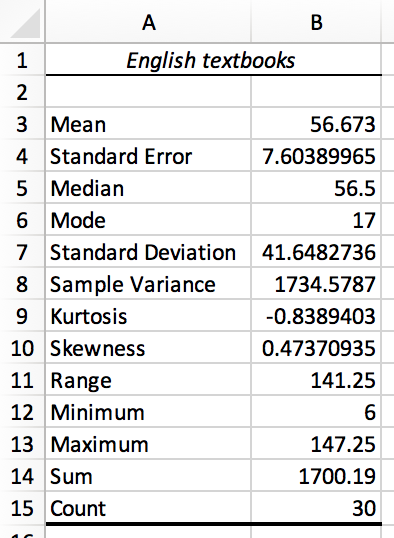 A B
1 English textbooks
2
3 Mean 56.673
4 Standard Error 7.60389965
5 Median 56.5
6 Mode 17
7 Standard Deviation 41.6482736
8 Sample Variance 1734.5787
9 Kurtosis -0.8389403
10 Skewness 0.47370935
11 Range 141.25
12 Minimum 6
13 Maximum 147.25
14 Sum 1700.19
15 Count 30